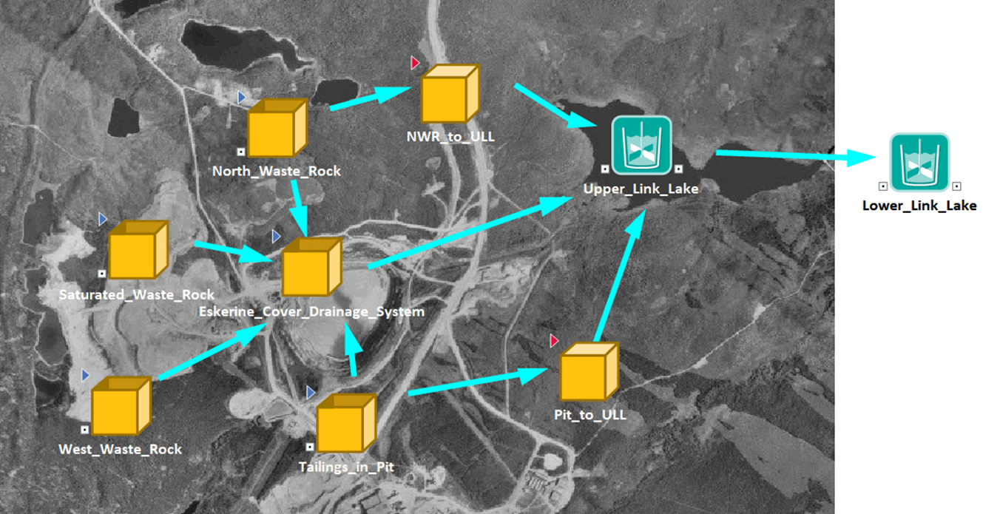 NWR_to_ULL
North_Waste_Rock
Upper_Link_Lake
Lower_Link_Lake
Saturated_Waste_Rock
Eskerine_Cover_Drainage_System
Pit_to_ULL
West_Waste_Rock
Tailings_in_Pit